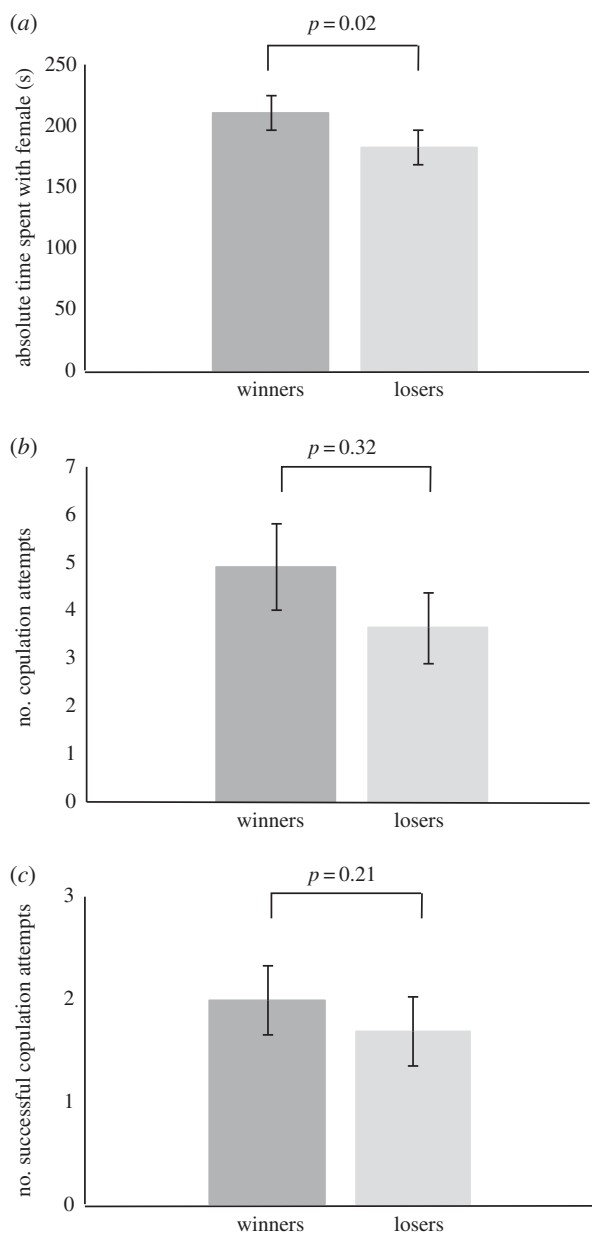 (a)
p = 0.02
absolute time spent with female (s)
250
200
150
100
50
0
winners losers
(b)
p = 0.32
no. copulation attempts
7
6
5
4
3
2
1
0
winners losers
(c)
p = 0.21
no. successful copulation attempts
3
2
1
0
winners losers